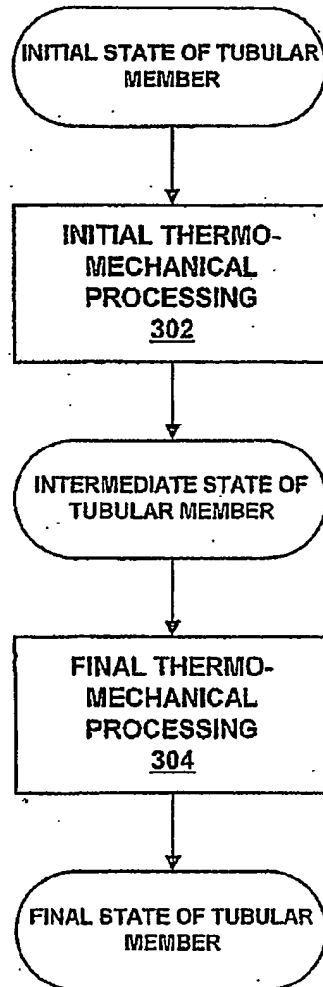 INITIAL STATE OF TUBULAR
MEMBER
INITIAL THERMO-
MECHANICAL
PROCESSING
302
INTERMEDIATE STATE OF
TUBULAR MEMBER
FINAL THERMO-
MECHANICAL
PROCESSING
304
FINAL STATE OF TUBULAR
MEMBER